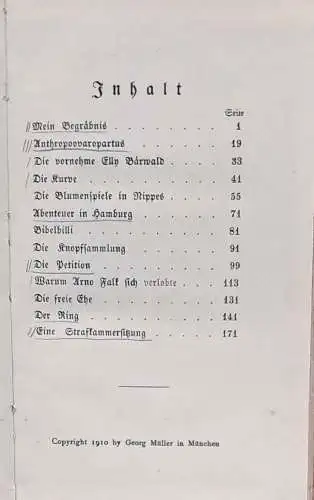 Inhalt
Seite
Mein Begräbnis . . . . . . . . 1
Anthropoovaropartus . . . . . . 19
Die vornehme Elly Bärwald . . . . 33
Die Kurve . . . . . . . . . 41
Die Blumenspiele in Nippes . . . . 55
Abenteuer in Hamburg . . . . . 71
Bibelbilli . . . . . . . . . 81
Die Knopfsammlung . . . . . . 91
Die Petition . . . . . . . . 99
Warum Arno Falk sich verlobte . . . 113
Die freie Ehe . . . . . . . . 131
Der Ring . . . . . . . . . 141
Eine Strafkammersitzung . . . . . 171
Copyright 1910 by Georg Müller in München